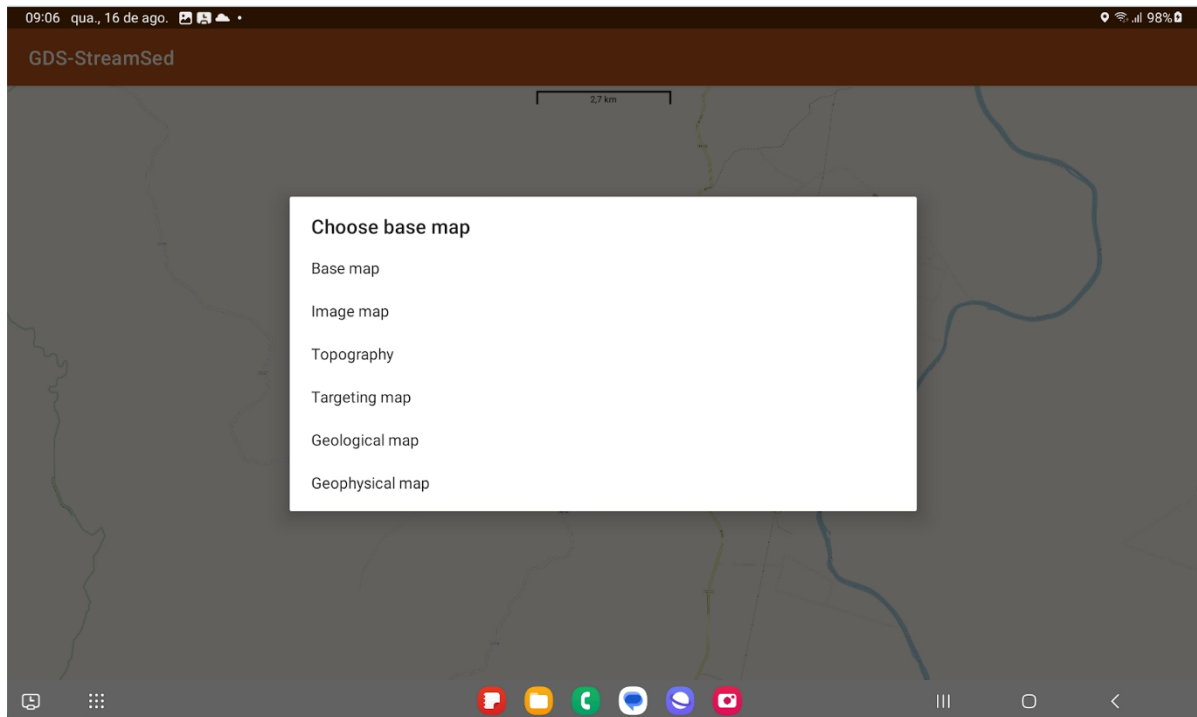 09:06 qua., 16 de ago.
98%
GDS-StreamSed
2,7 km
Choose base map
Base map
Image map
Topography
Targeting map
Geological map
Geophysical map